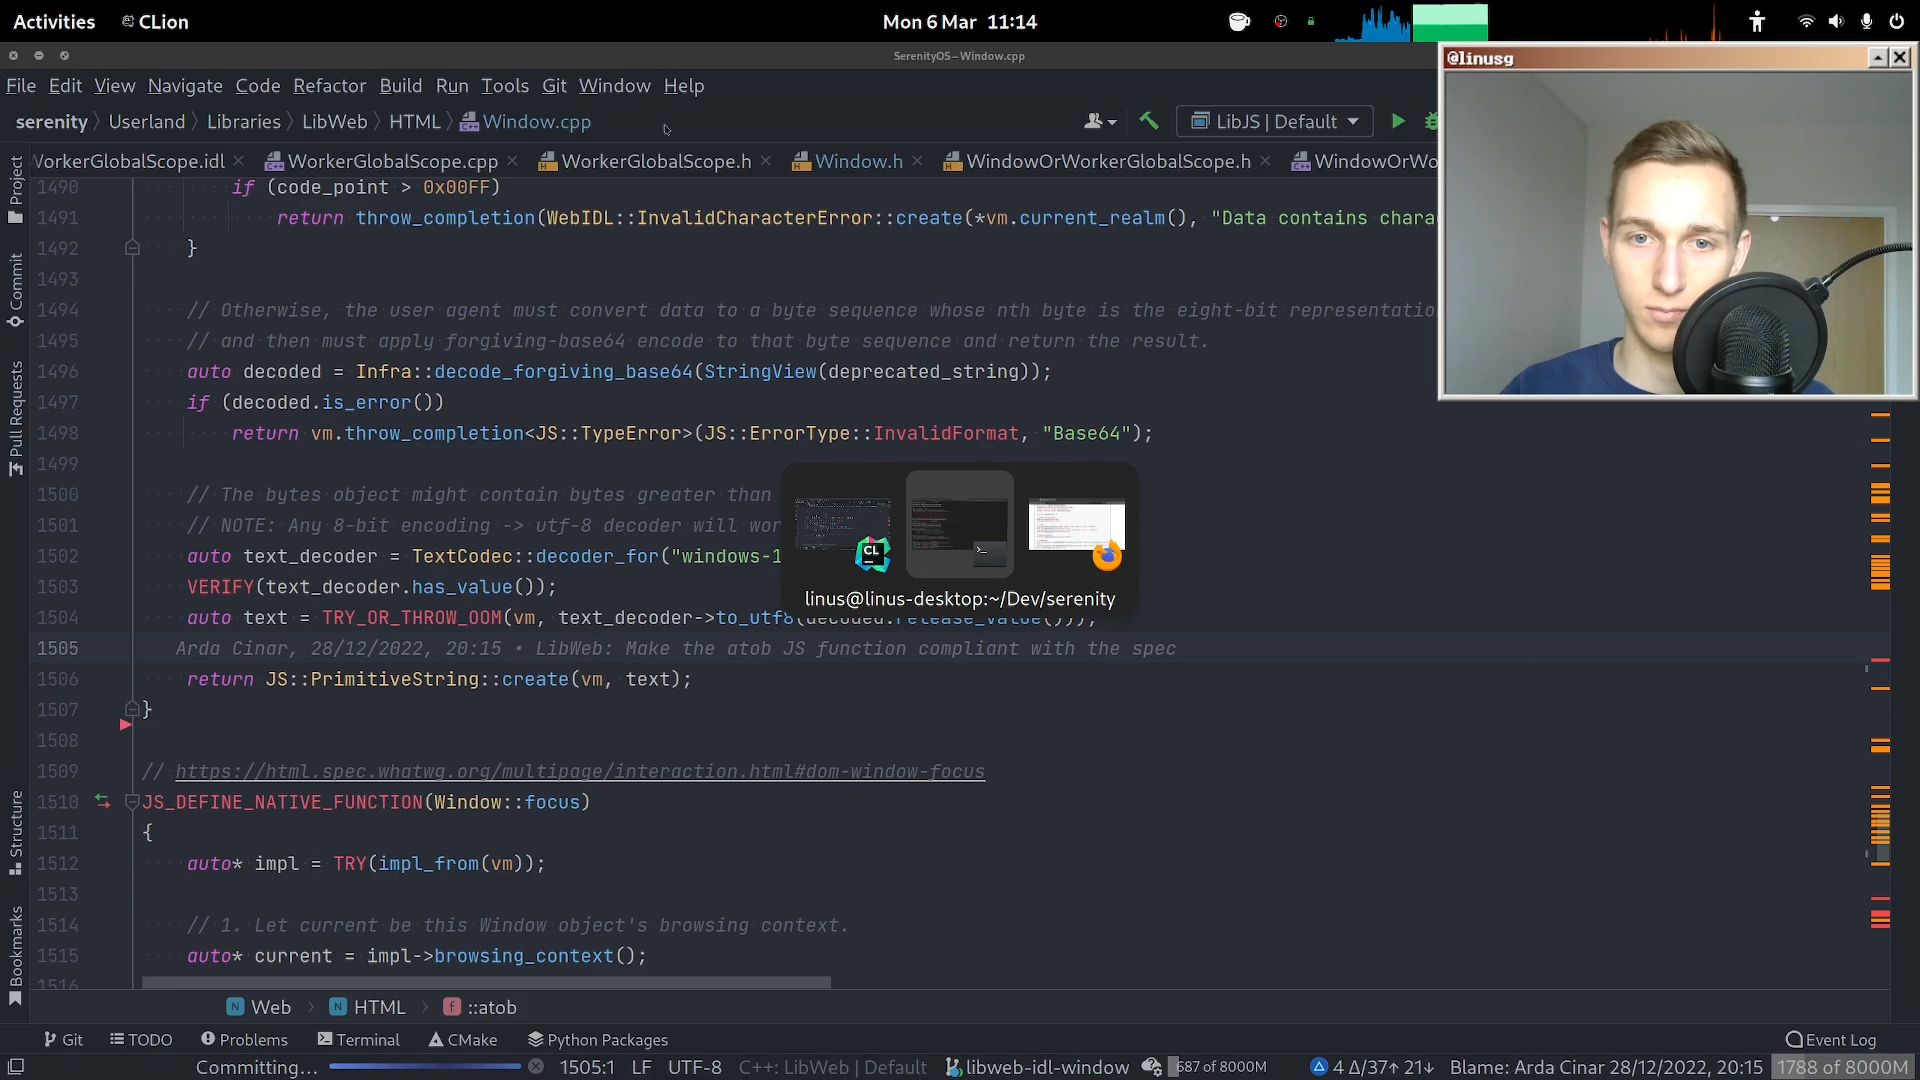 Activities CLion Mon 6 Mar 11:14
SerenityOS – Window.cpp
@linusg
File Edit View Navigate Code Refactor Build Run Tools Git Window Help
serenity Userland Libraries LibWeb HTML Window.cpp LibJS | Default
WorkerGlobalScope.idl WorkerGlobalScope.cpp WorkerGlobalScope.h Window.h WindowOrWorkerGlobalScope.h WindowOrWo
Project
Commit
Pull Requests
Structure
Bookmarks
1490 if (code_point > 0x00FF)
1491 return throw_completion(WebIDL::InvalidCharacterError::create(*vm.current_realm(), "Data contains chara
1492 }
1493
1494 // Otherwise, the user agent must convert data to a byte sequence whose nth byte is the eight-bit representatio
1495 // and then must apply forgiving-base64 encode to that byte sequence and return the result.
1496 auto decoded = Infra::decode_forgiving_base64(StringView(deprecated_string));
1497 if (decoded.is_error())
1498 return vm.throw_completion<JS::TypeError>(JS::ErrorType::InvalidFormat, "Base64");
1499
1500 // The bytes object might contain bytes greater than
1501 // NOTE: Any 8-bit encoding -> utf-8 decoder will wor
1502 auto text_decoder = TextCodec::decoder_for("windows-1
1503 VERIFY(text_decoder.has_value());
1504 auto text = TRY_OR_THROW_OOM(vm, text_decoder->to_utf8(decoded.release_value()));
1505 Arda Cinar, 28/12/2022, 20:15 • LibWeb: Make the atob JS function compliant with the spec
1506 return JS::PrimitiveString::create(vm, text);
1507 }
1508
1509 // https://html.spec.whatwg.org/multipage/interaction.html#dom-window-focus
1510 JS_DEFINE_NATIVE_FUNCTION(Window::focus)
1511 {
1512 auto* impl = TRY(impl_from(vm));
1513
1514 // 1. Let current be this Window object's browsing context.
1515 auto* current = impl->browsing_context();
1516
CL
linus@linus-desktop:~/Dev/serenity
Web HTML ::atob
Git TODO Problems Terminal CMake Python Packages Event Log
Committing... 1505:1 LF UTF-8 C++: LibWeb | Default libweb-idl-window 587 of 8000M 4 Δ/37↑ 21↓ Blame: Arda Cinar 28/12/2022, 20:15 1788 of 8000M